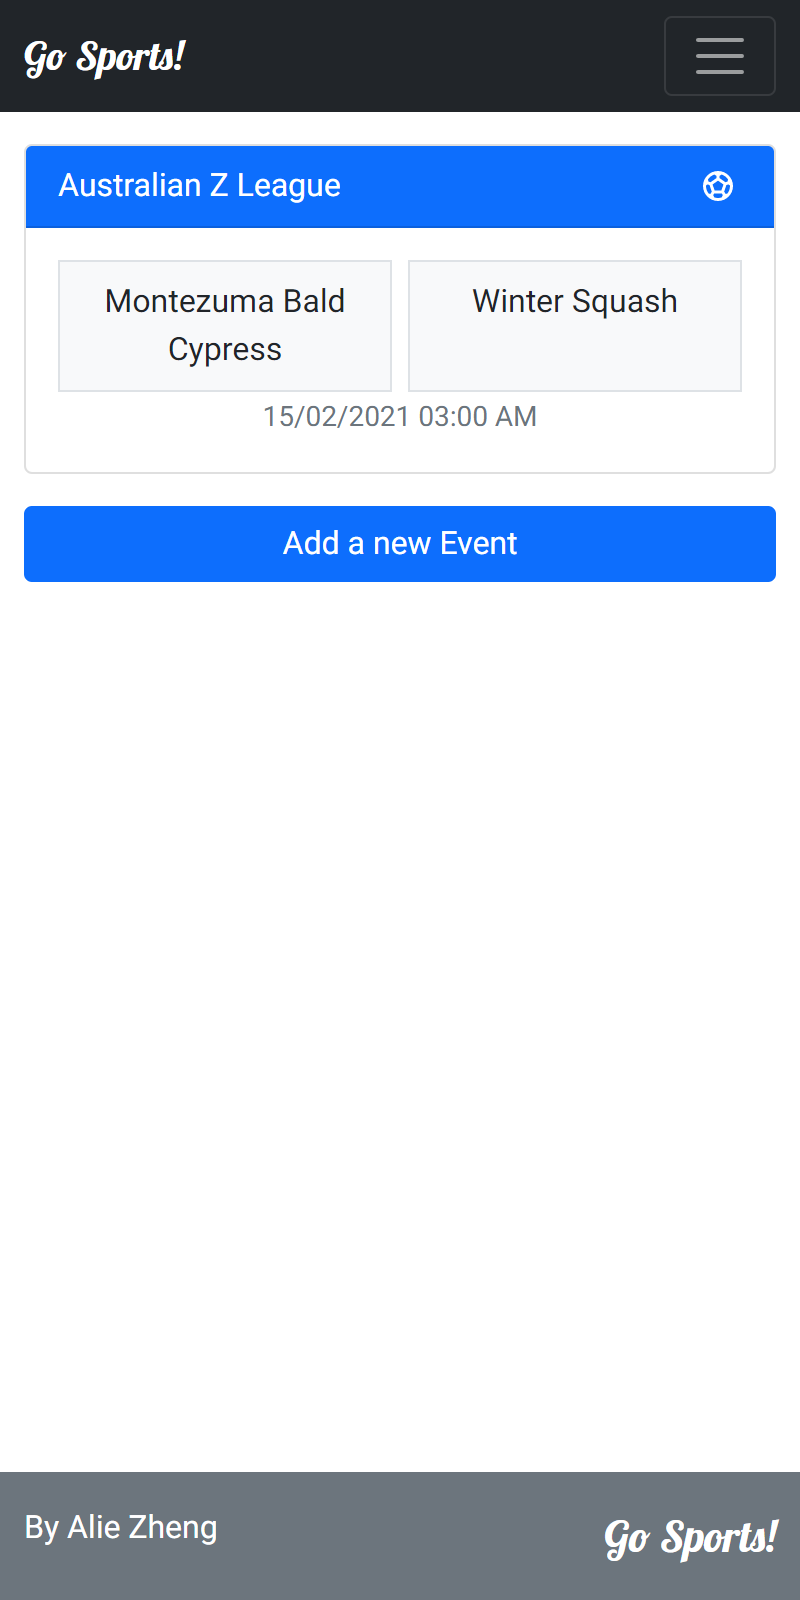 Go Sports!
Australian Z League
Montezuma Bald
Cypress
Winter Squash
15/02/2021 03:00 AM
Add a new Event
By Alie Zheng
Go Sports!